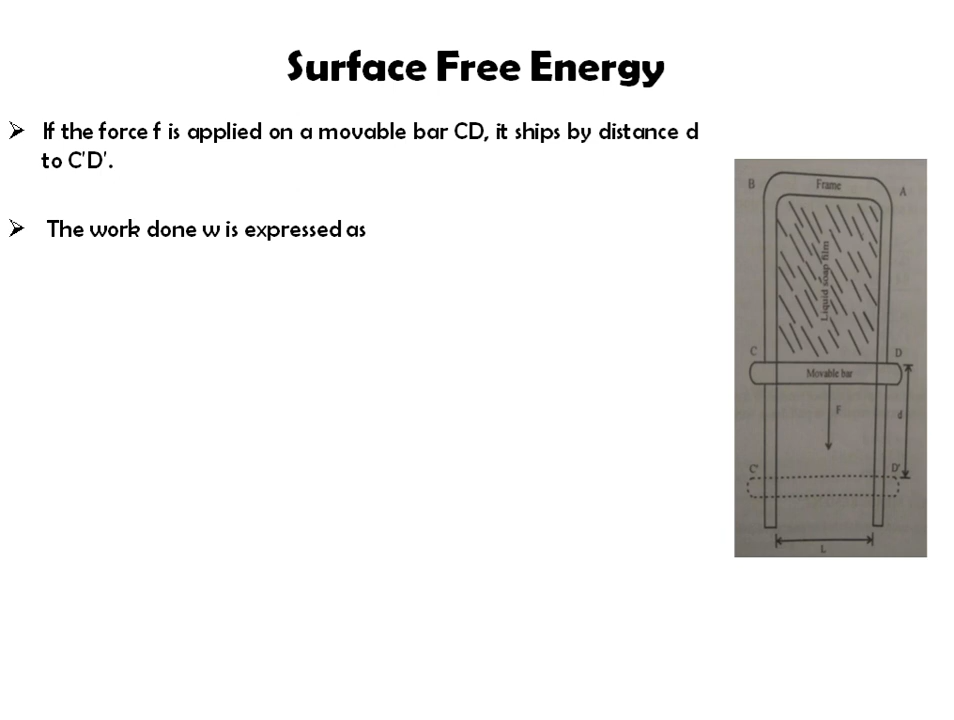 Surface Free Energy
➢ If the force f is applied on a movable bar CD, it ships by distance d
to C'D'.
➢ The work done w is expressed as
B
Frame
A
Liquid soap film
C
D
Movable bar
F
d
C'
D'
L